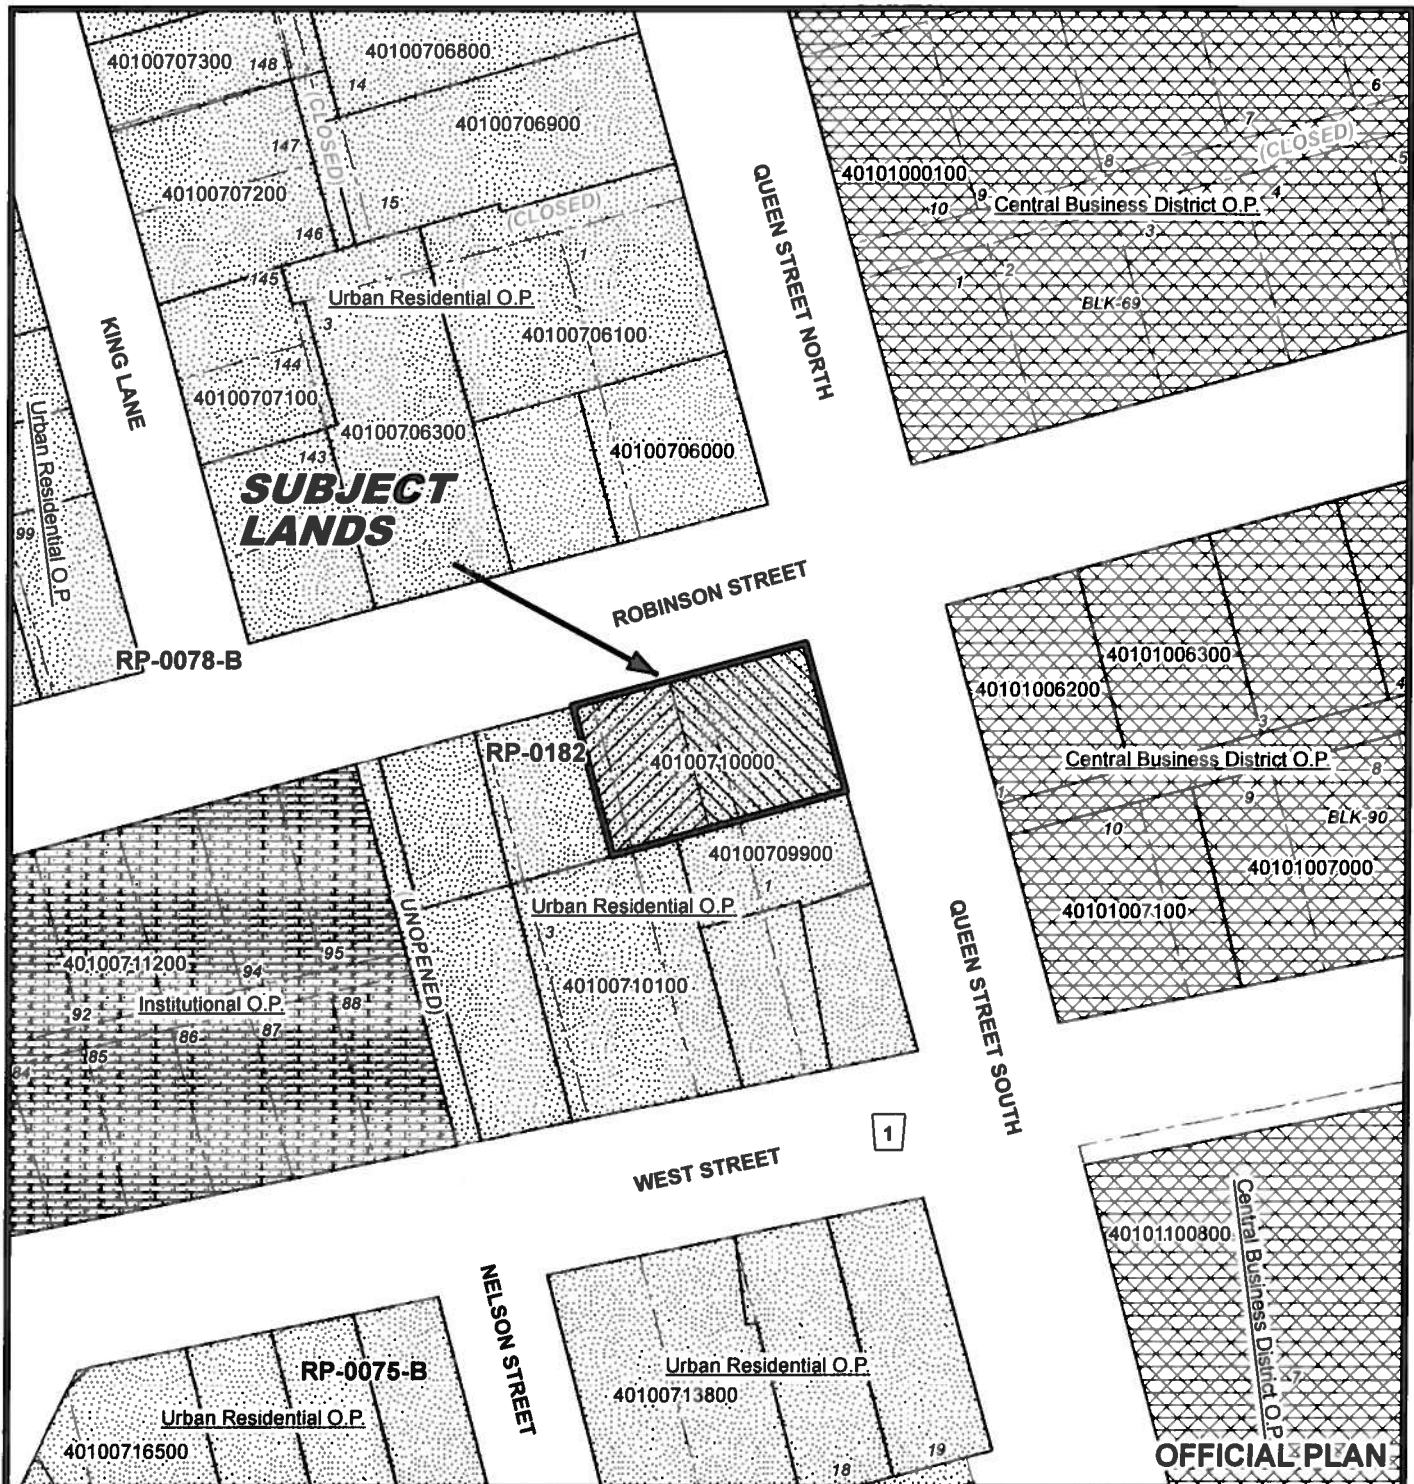 40100707300
148
40100706800
14
6
40100706900
7
(CLOSED)
147
(CLOSED)
8
5
40101000100
9
4
40100707200
15
(CLOSED)
10
Central Business District O.P.
146
3
QUEEN STREET NORTH
145
1
1
2
Urban Residential O.P.
BLK-69
3
40100706100
KING LANE
144
40100707100
Urban Residential O.P
40100706300
143
40100706000
SUBJECT
LANDS
99
ROBINSON STREET
RP-0078-B
40101006300
40101006200
4
3
RP-0182
40100710000
Central Business District O.P.
8
1
9
BLK-90
10
40100709900
40101007000
1
(UNOPENED)
Urban Residential O.P
40101007100
3
QUEEN STREET SOUTH
95
40100711200
94
40100710100
Institutional O.P.
88
92
87
86
85
84
1
WEST STREET
Central Business District O.P
40101100800
NELSON STREET
RP-0075-B
Urban Residential O.P.
40100713800
7
Urban Residential O.P.
40100716500
19
18
OFFICIAL PLAN